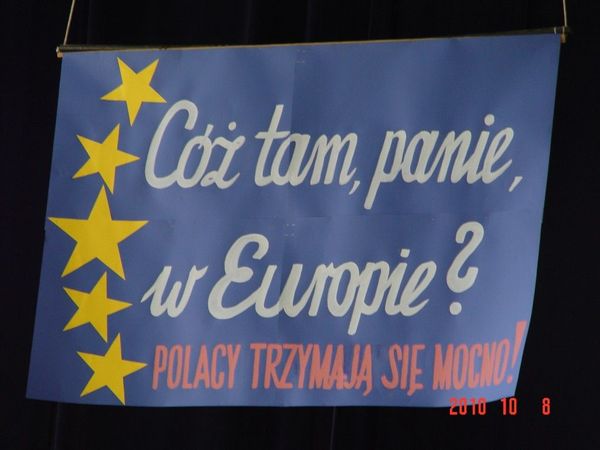 Cóż tam, panie,
w Europie?
POLACY TRZYMAJĄ SIĘ MOCNO!
2010 10 8